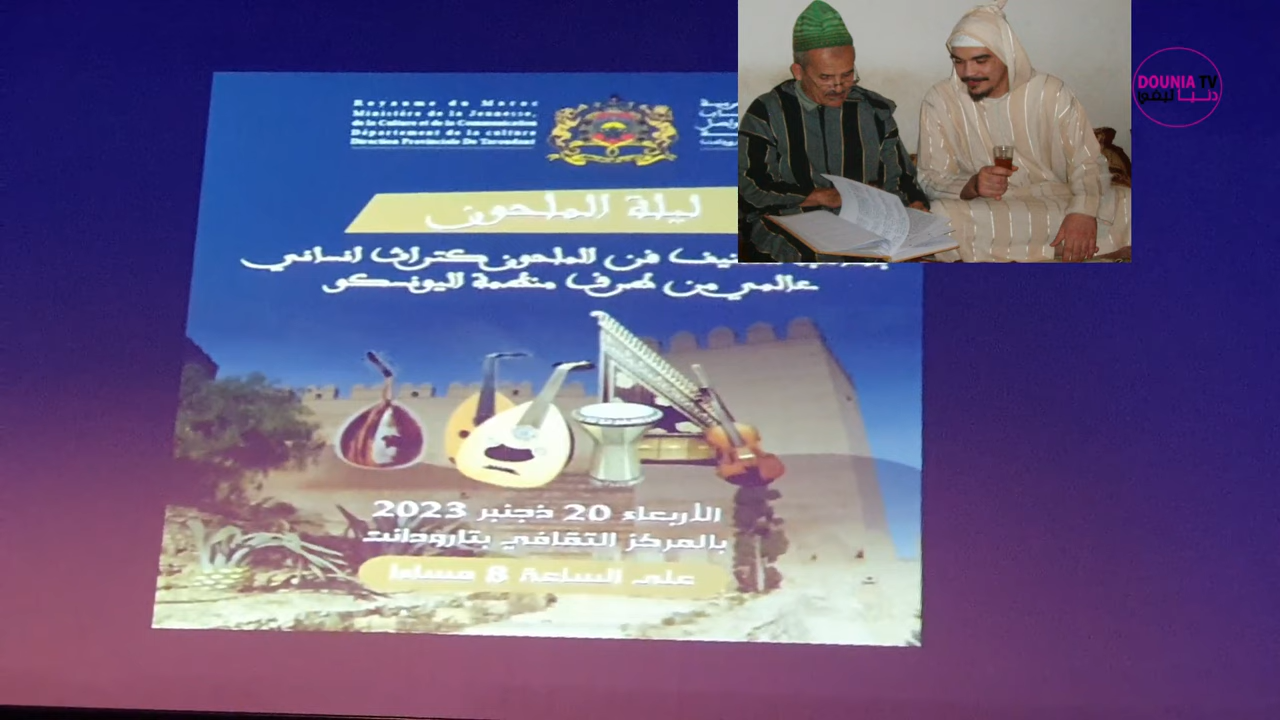 Royaume du Maroc
Ministère de la Jeunesse,
de la Culture et de la Communication
Département de la culture
Direction Provinciale De Taroudant
DOUNIA TV
دنيا تيفي
ليلة الملحون
فن الملحون كتراث انساني
عالمي من طرف منظمة اليونسكو
الأربعاء 20 دجنبر 2023
بالمركز الثقافي بتارودانت
على الساعة 8 مساءا